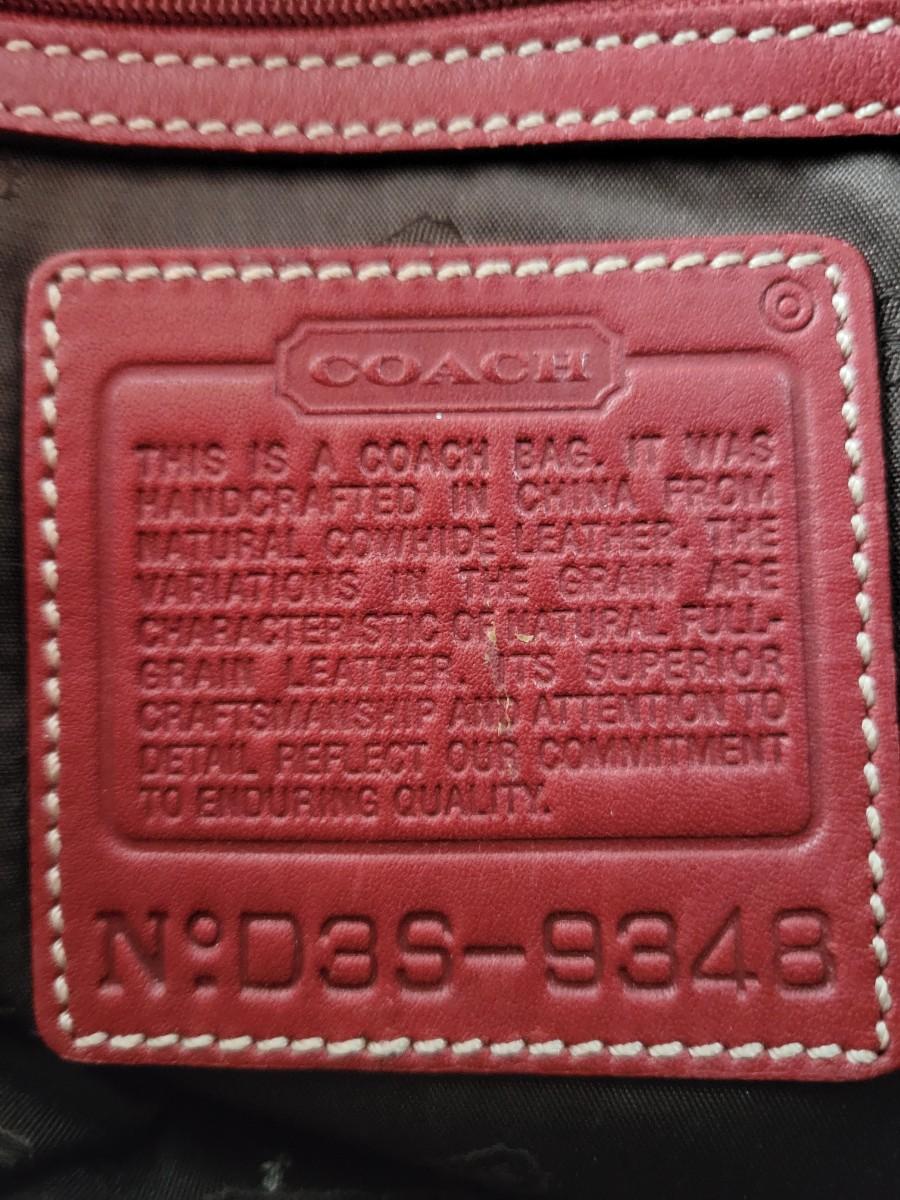 COACH
THIS IS A COACH BAG. IT WAS
HANDCRAFTED IN CHINA FROM
NATURAL COWHIDE LEATHER. THE
VARIATIONS IN THE GRAIN ARE
CHARACTERISTIC OF NATURAL FULL-
GRAIN LEATHER. ITS SUPERIOR
CRAFTSMANSHIP AND ATTENTION TO
DETAIL REFLECT OUR COMMITMENT
TO ENDURING QUALITY.
Nº:D3S-9348